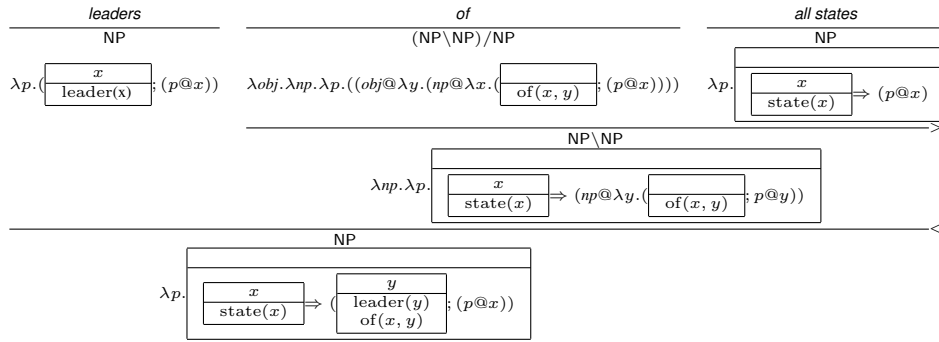 leaders of all states
NP (NP\NP)/NP NP
λp.( x leader(x) ; (p@x)) λobj.λnp.λp.((obj@λy.(np@λx.( of(x, y) ; (p@x)))) λp. x state(x) ⇒ (p@x)
>
NP\NP
λnp.λp. x state(x) ⇒ (np@λy.( of(x, y) ; p@y))
<
NP
λp. x state(x) ⇒ ( y leader(y) of(x, y) ; (p@x))